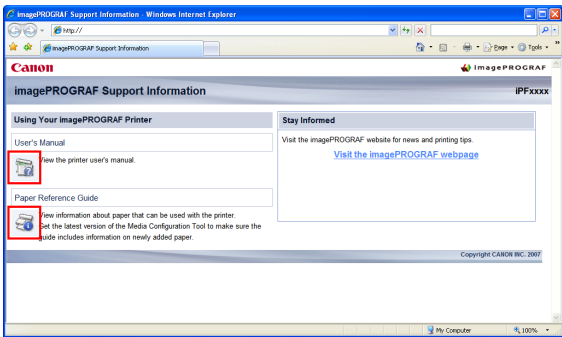 imagePROGRAF Support Information - Windows Internet Explorer
http://
imagePROGRAF Support Information
Page
Tools
Canon
imagePROGRAF
imagePROGRAF Support Information
iPFxxxx
Using Your imagePROGRAF Printer
User's Manual
View the printer user's manual.
Paper Reference Guide
View information about paper that can be used with the printer.
Get the latest version of the Media Configuration Tool to make sure the
guide includes information on newly added paper.
Stay Informed
Visit the imagePROGRAF website for news and printing tips.
Visit the imagePROGRAF webpage
Copyright CANON INC. 2007
My Computer
100%